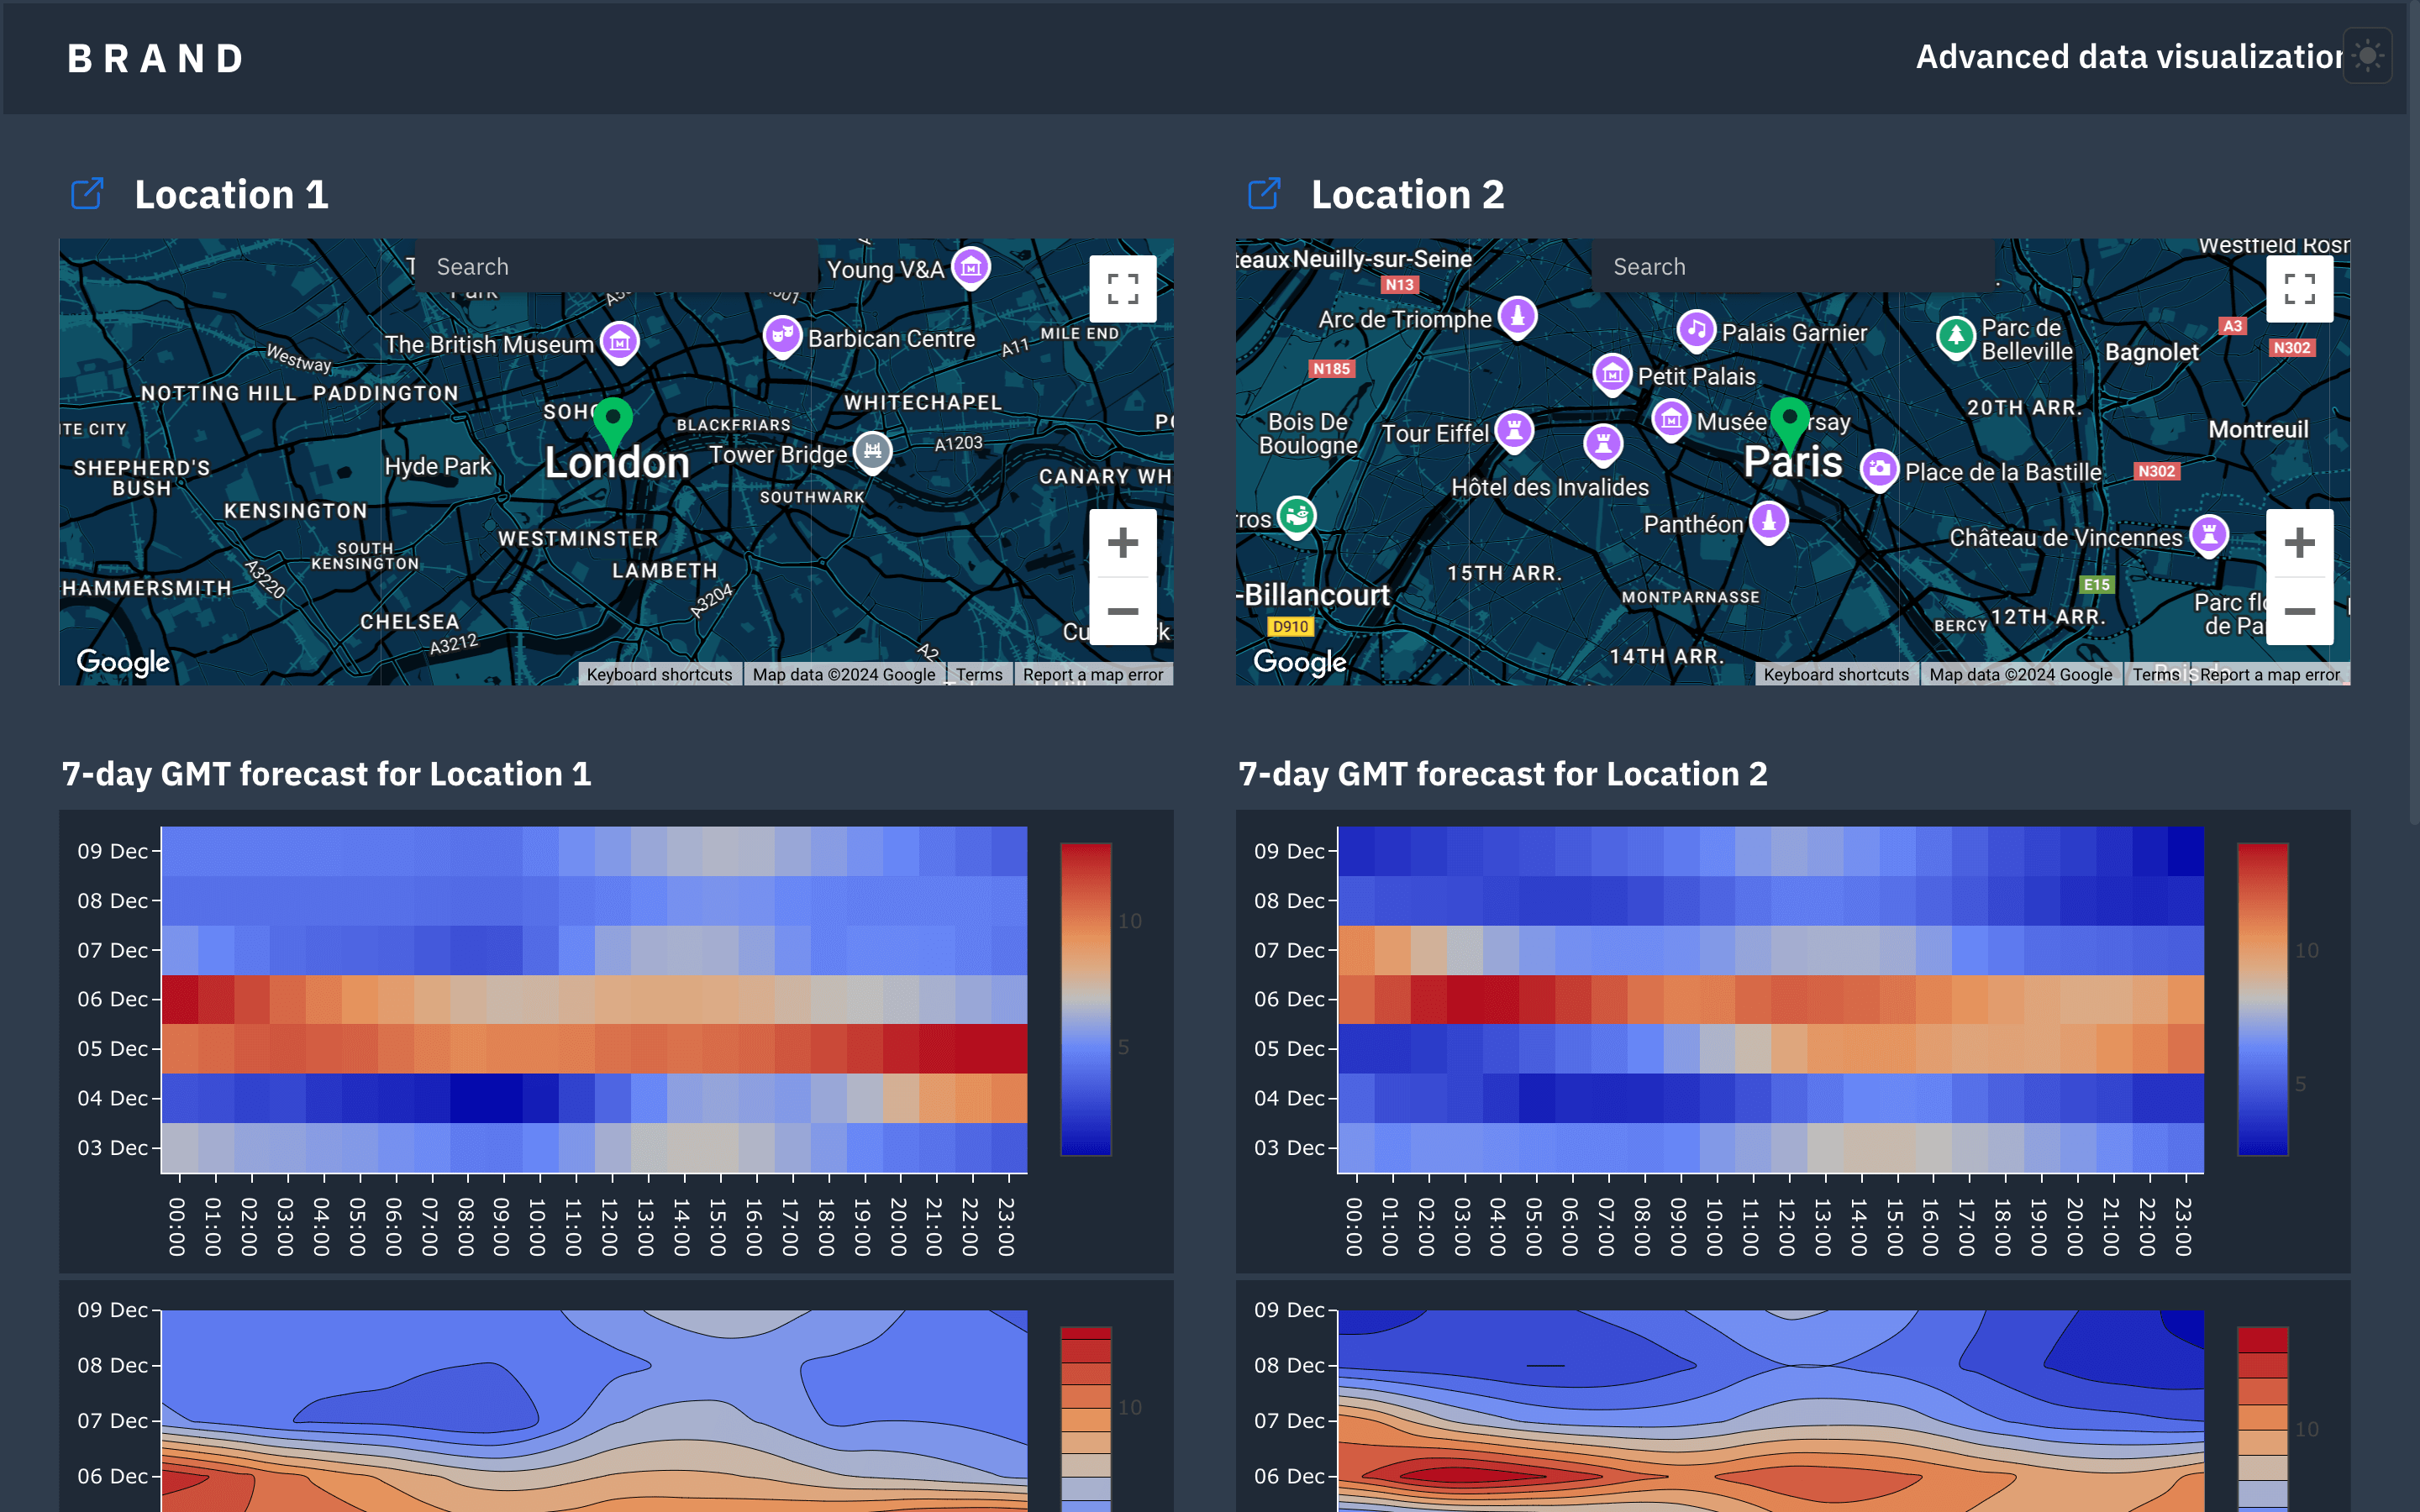 BRAND
Advanced data visualization
Location 1
Location 2
Search
Young V&A
Park
The British Museum
Barbican Centre
MILE END
A11
Westway
NOTTING HILL
PADDINGTON
WHITECHAPEL
BLACKFRIARS
ITE CITY
Hyde Park
London
Tower Bridge
A1203
SHEPHERD'S
BUSH
CANARY WH
SOUTHWARK
KENSINGTON
WESTMINSTER
SOUTH
KENSINGTON
LAMBETH
HAMMERSMITH
A3220
A3204
CHELSEA
A3212
A2
Google
Keyboard shortcuts
Map data ©2024 Google
Terms
Report a map error
Search
teaux
Neuilly-sur-Seine
N13
Arc de Triomphe
Palais Garnier
Parc de
Belleville
Bagnolet
A3
N302
N185
Petit Palais
Bois De
Boulogne
Tour Eiffel
Musée
rsay
20TH ARR.
Montreuil
Paris
Place de la Bastille
N302
Hôtel des Invalides
ros
Panthéon
Château de Vincennes
15TH ARR.
E15
-Billancourt
MONTPARNASSE
D910
BERCY
12TH ARR.
14TH ARR.
Google
Keyboard shortcuts
Map data ©2024 Google
Terms
Report a map error
7-day GMT forecast for Location 1
09 Dec
08 Dec
07 Dec
06 Dec
05 Dec
04 Dec
03 Dec
10
5
00:00
01:00
02:00
03:00
04:00
05:00
06:00
07:00
08:00
09:00
10:00
11:00
12:00
13:00
14:00
15:00
16:00
17:00
18:00
19:00
20:00
21:00
22:00
23:00
09 Dec
08 Dec
07 Dec
06 Dec
10
7-day GMT forecast for Location 2
09 Dec
08 Dec
07 Dec
06 Dec
05 Dec
04 Dec
03 Dec
10
5
00:00
01:00
02:00
03:00
04:00
05:00
06:00
07:00
08:00
09:00
10:00
11:00
12:00
13:00
14:00
15:00
16:00
17:00
18:00
19:00
20:00
21:00
22:00
23:00
09 Dec
08 Dec
07 Dec
06 Dec
10